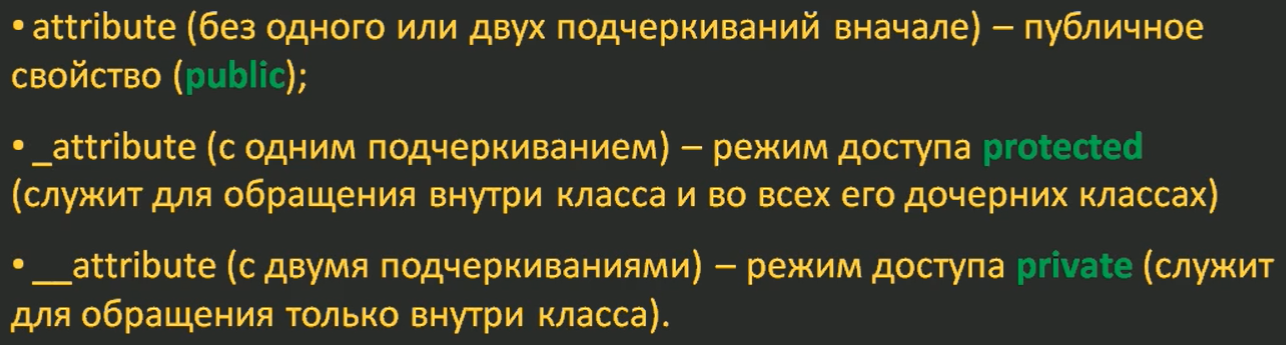 • attribute (без одного или двух подчеркиваний вначале) – публичное
свойство (public);
• _attribute (с одним подчеркиванием) – режим доступа protected
(служит для обращения внутри класса и во всех его дочерних классах)
• __attribute (с двумя подчеркиваниями) – режим доступа private (служит
для обращения только внутри класса).